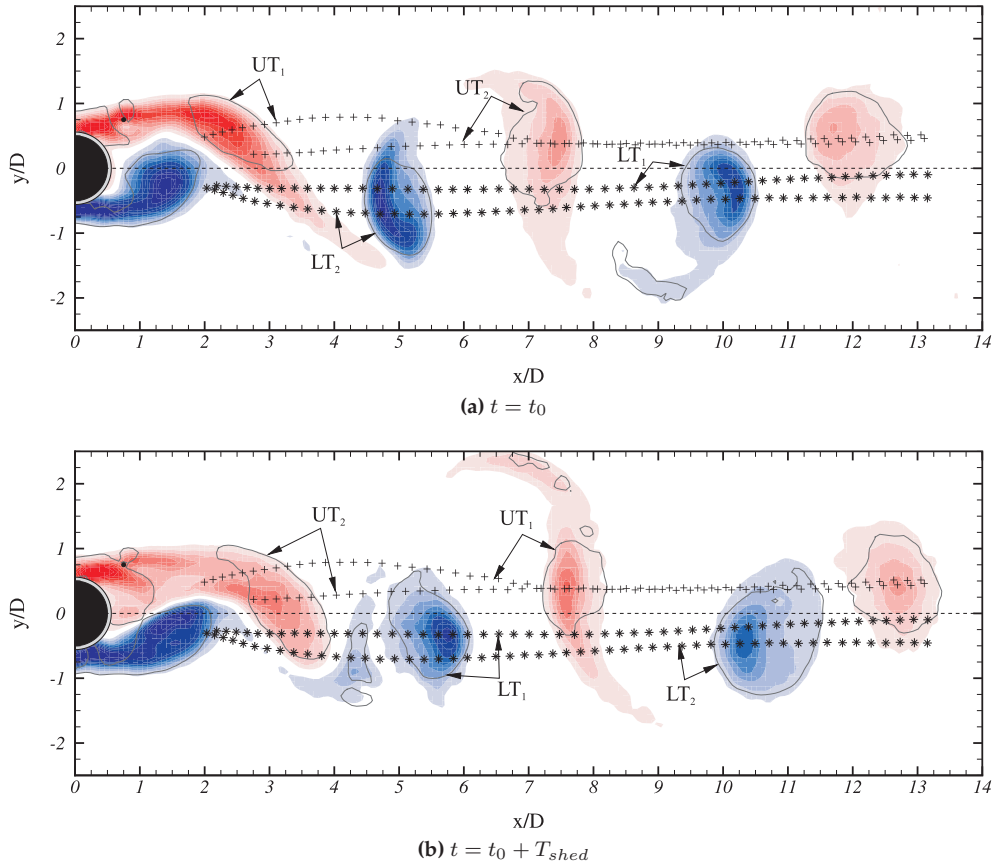 2
1
0
-1
-2
y/D
UT₁
UT₂
LT₁
LT₂
0 1 2 3 4 5 6 7 8 9 10 11 12 13 14
x/D
(a) t = t₀
2
1
0
-1
-2
y/D
UT₂
UT₁
LT₁
LT₂
0 1 2 3 4 5 6 7 8 9 10 11 12 13 14
x/D
(b) t = t₀ + T_shed